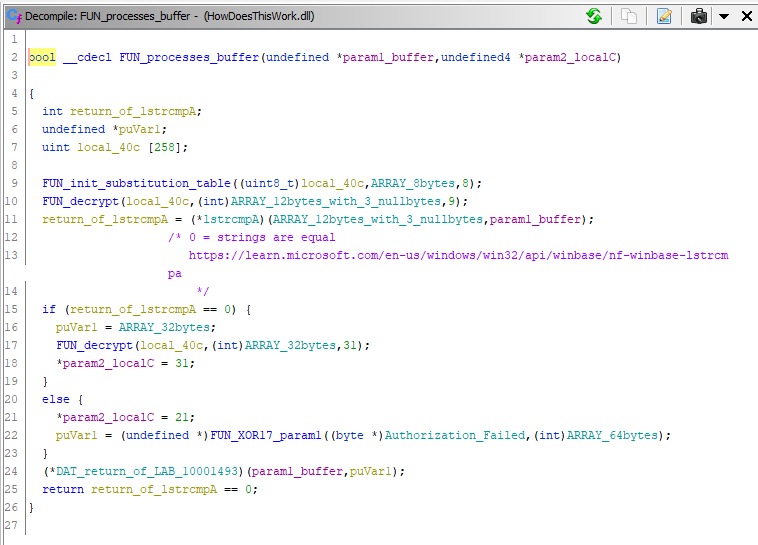 Decompile: FUN_processes_buffer - (HowDoesThisWork.dll)
1
2 bool __cdecl FUN_processes_buffer(undefined *param1_buffer,undefined4 *param2_localC)
3
4 {
5 int return_of_lstrcmpA;
6 undefined *puVar1;
7 uint local_40c [258];
8
9 FUN_init_substitution_table((uint8_t)local_40c,ARRAY_8bytes,8);
10 FUN_decrypt(local_40c,(int)ARRAY_12bytes_with_3_nullbytes,9);
11 return_of_lstrcmpA = (*lstrcmpA)(ARRAY_12bytes_with_3_nullbytes,param1_buffer);
12 /* 0 = strings are equal
13 https://learn.microsoft.com/en-us/windows/win32/api/winbase/nf-winbase-lstrcm
pa
14 */
15 if (return_of_lstrcmpA == 0) {
16 puVar1 = ARRAY_32bytes;
17 FUN_decrypt(local_40c,(int)ARRAY_32bytes,31);
18 *param2_localC = 31;
19 }
20 else {
21 *param2_localC = 21;
22 puVar1 = (undefined *)FUN_XOR17_param1((byte *)Authorization_Failed,(int)ARRAY_64bytes);
23 }
24 (*DAT_return_of_LAB_10001493)(param1_buffer,puVar1);
25 return return_of_lstrcmpA == 0;
26 }
27